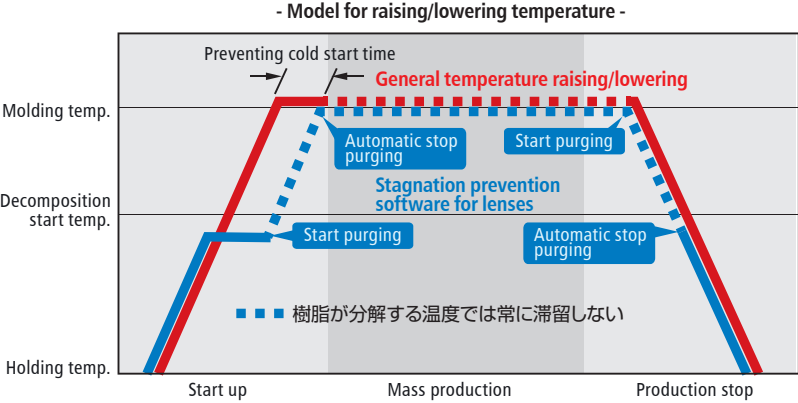 - Model for raising/lowering temperature -
Preventing cold start time
General temperature raising/lowering
Molding temp.
Automatic stop
purging
Start purging
Stagnation prevention
software for lenses
Decomposition
start temp.
Start purging
Automatic stop
purging
樹脂が分解する温度では常に滞留しない
Holding temp.
Start up
Mass production
Production stop